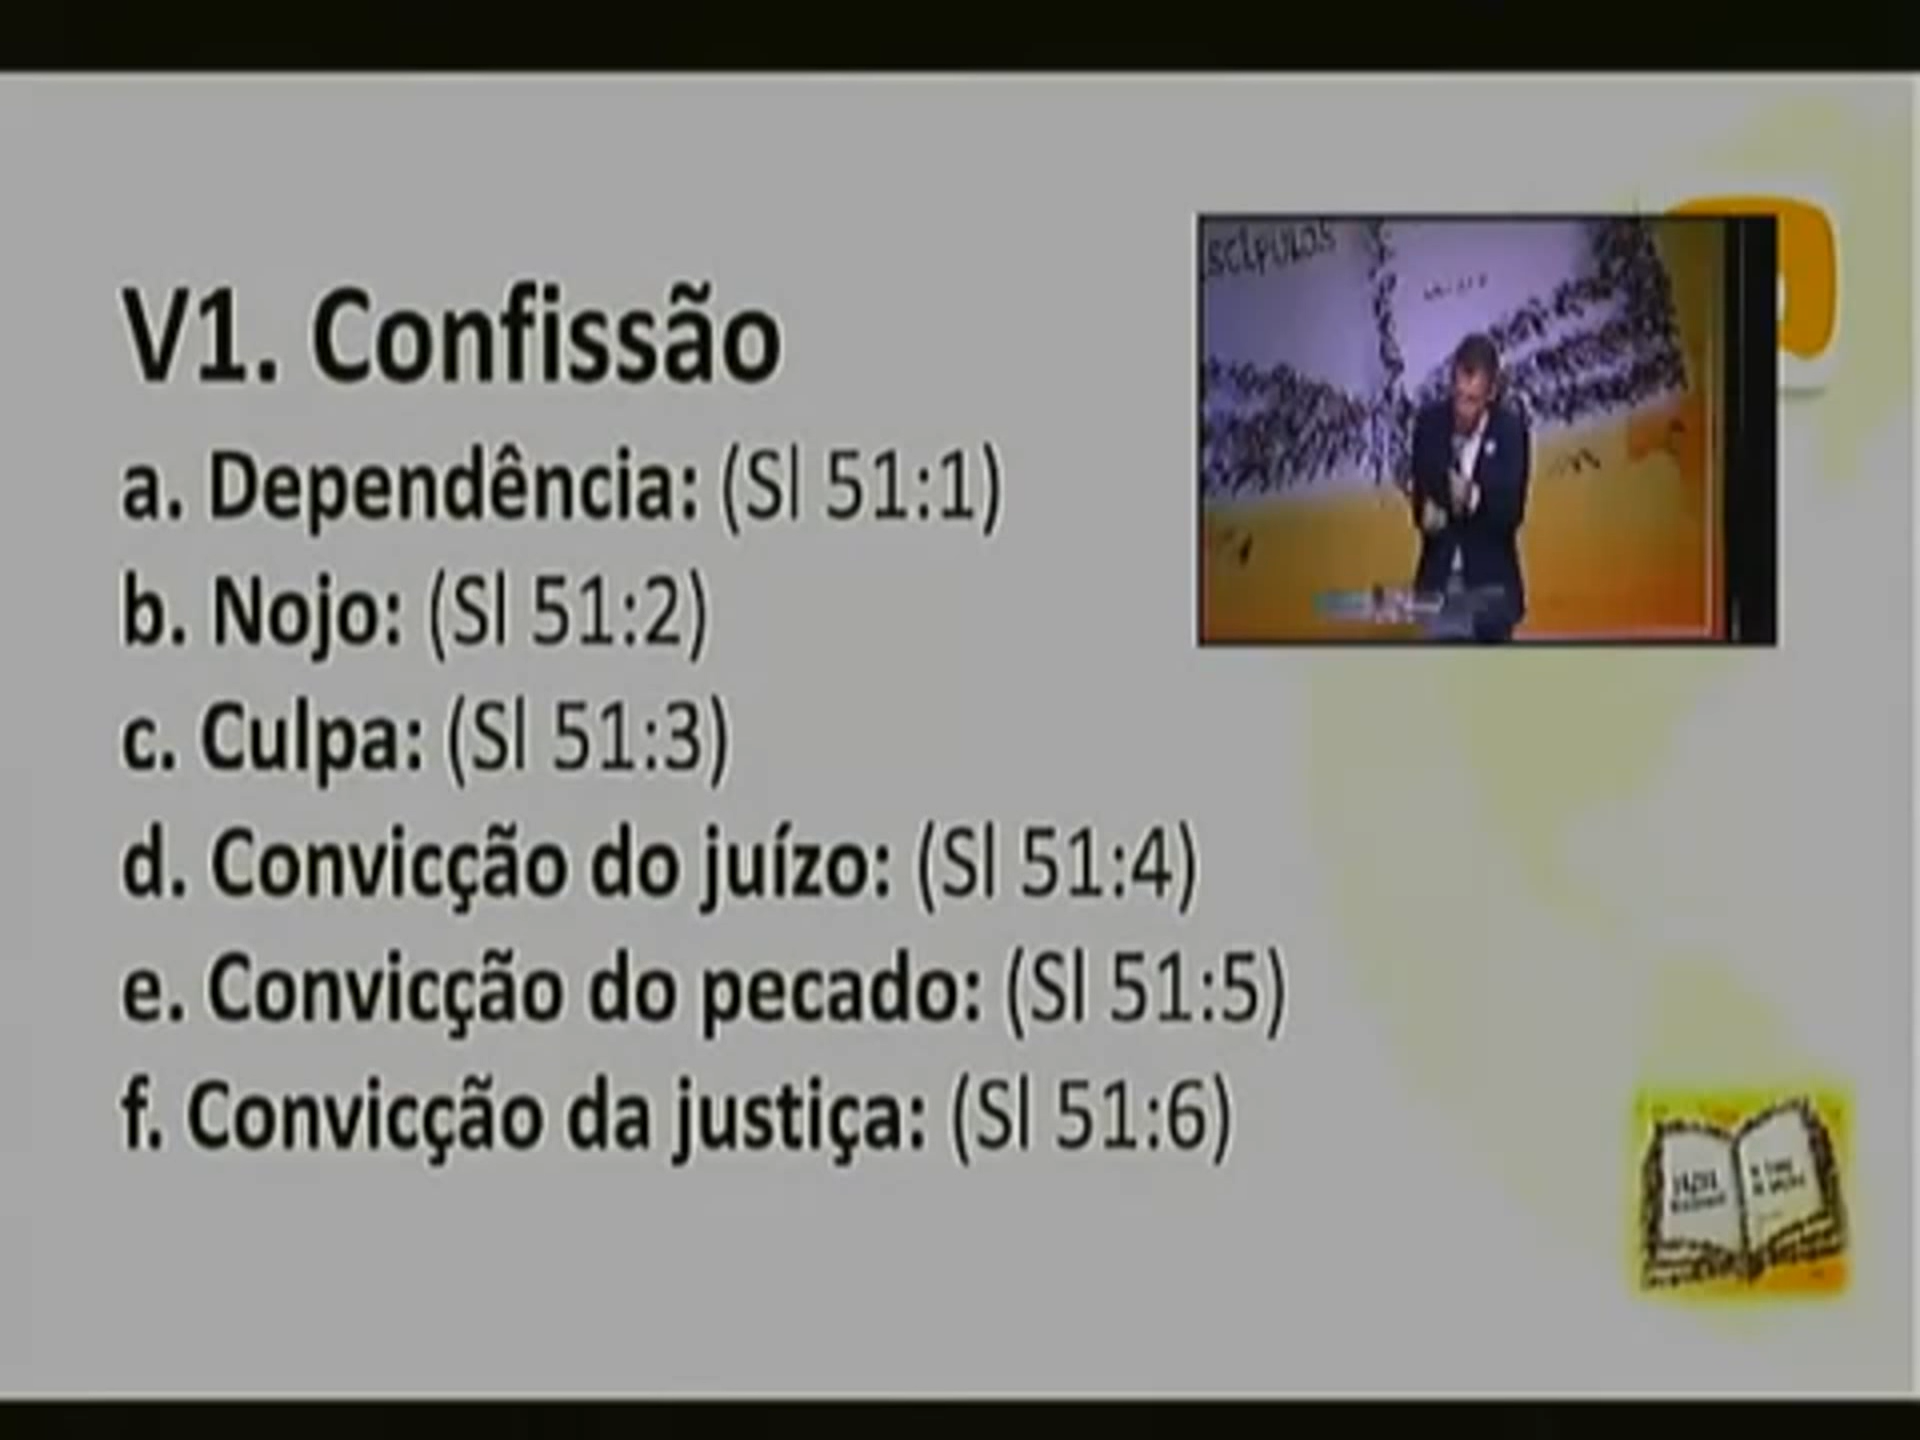 V1. Confissão
a. Dependência: (Sl 51:1)
b. Nojo: (Sl 51:2)
c. Culpa: (Sl 51:3)
d. Convicção do juízo: (Sl 51:4)
e. Convicção do pecado: (Sl 51:5)
f. Convicção da justiça: (Sl 51:6)
SCÍPULOS